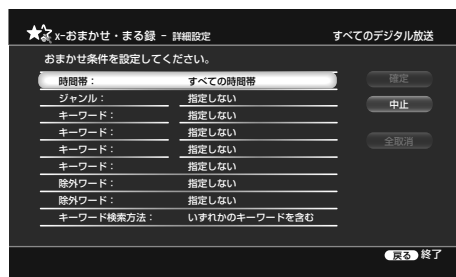 x-おまかせ・まる録 - 詳細設定 すべてのデジタル放送
おまかせ条件を設定してください。
時間帯： すべての時間帯
ジャンル： 指定しない
キーワード： 指定しない
キーワード： 指定しない
キーワード： 指定しない
キーワード： 指定しない
除外ワード： 指定しない
除外ワード： 指定しない
キーワード検索方法： いずれかのキーワードを含む
確定
中止
全取消
戻る 終了